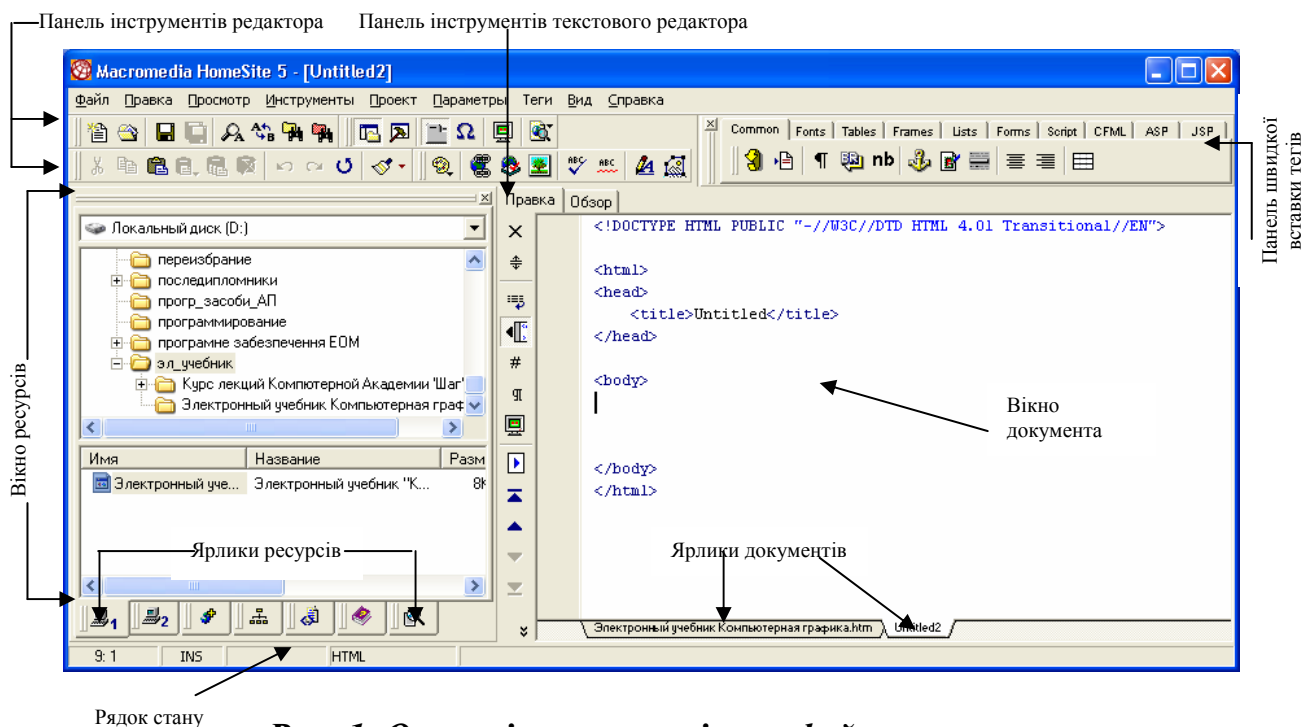 Панель інструментів редактора
Панель інструментів текстового редактора
Macromedia HomeSite 5 - [Untitled2]
Файл Правка Просмотр Инструменты Проект Параметры Теги Вид Справка
Common Fonts Tables Frames Lists Forms Script CFML ASP JSP
nb
Панель швидкої
вставки тегів
Правка Обзор
Вікно ресурсів
Локальный диск (D:)
переизбрание
последипломники
прогр_засоби_АП
программирование
програмне забезпечення ЕОМ
эл_учебник
Курс лекций Компютерной Академии 'Шаг'
Электронный учебник Компьютерная граф
Имя Название Разм
Электронный уче... Электронный учебник "К... 8К
Ярлики ресурсів
<!DOCTYPE HTML PUBLIC "-//W3C//DTD HTML 4.01 Transitional//EN">
<html>
<head>
<title>Untitled</title>
</head>
<body>
</body>
</html>
Вікно
документа
Ярлики документів
Электронный учебник Компьютерная графика.htm Untitled2
9: 1 INS HTML
Рядок стану